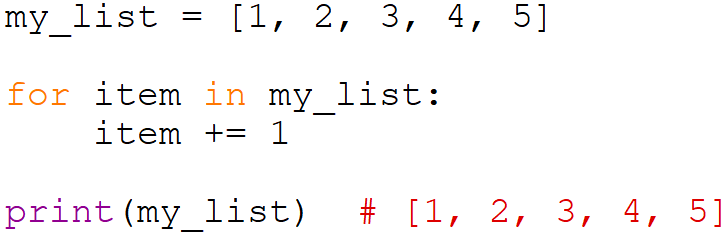 my_list = [1, 2, 3, 4, 5]
for item in my_list:
    item += 1
print(my_list)  # [1, 2, 3, 4, 5]